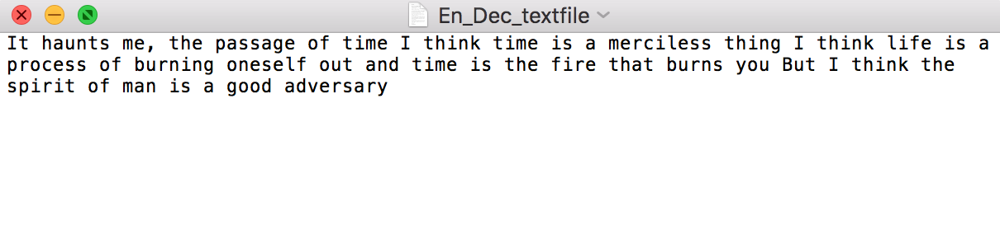 En_Dec_textfile
It haunts me, the passage of time I think time is a merciless thing I think life is a
process of burning oneself out and time is the fire that burns you But I think the
spirit of man is a good adversary